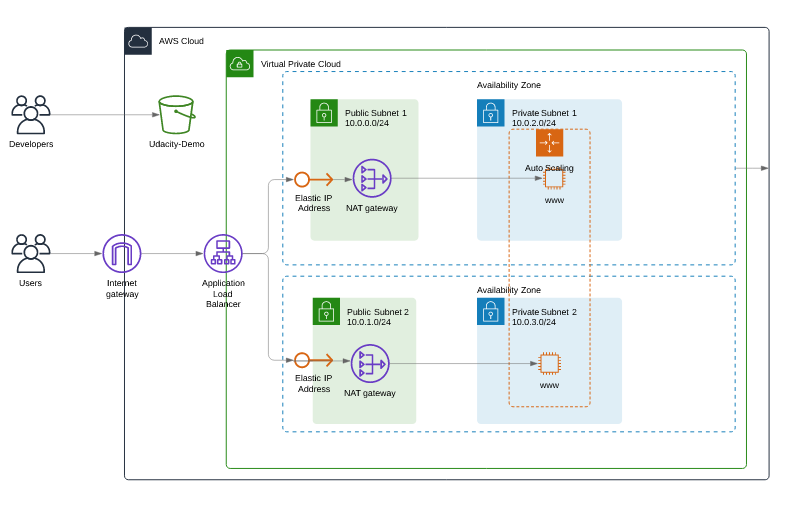 AWS Cloud
Virtual Private Cloud
Availability Zone
Public Subnet 1
10.0.0.0/24
Private Subnet 1
10.0.2.0/24
Developers
Udacity-Demo
Auto Scaling
Elastic IP
Address
NAT gateway
www
Users
Internet
gateway
Application
Load
Balancer
Availability Zone
Public Subnet 2
10.0.1.0/24
Private Subnet 2
10.0.3.0/24
Elastic IP
Address
NAT gateway
www